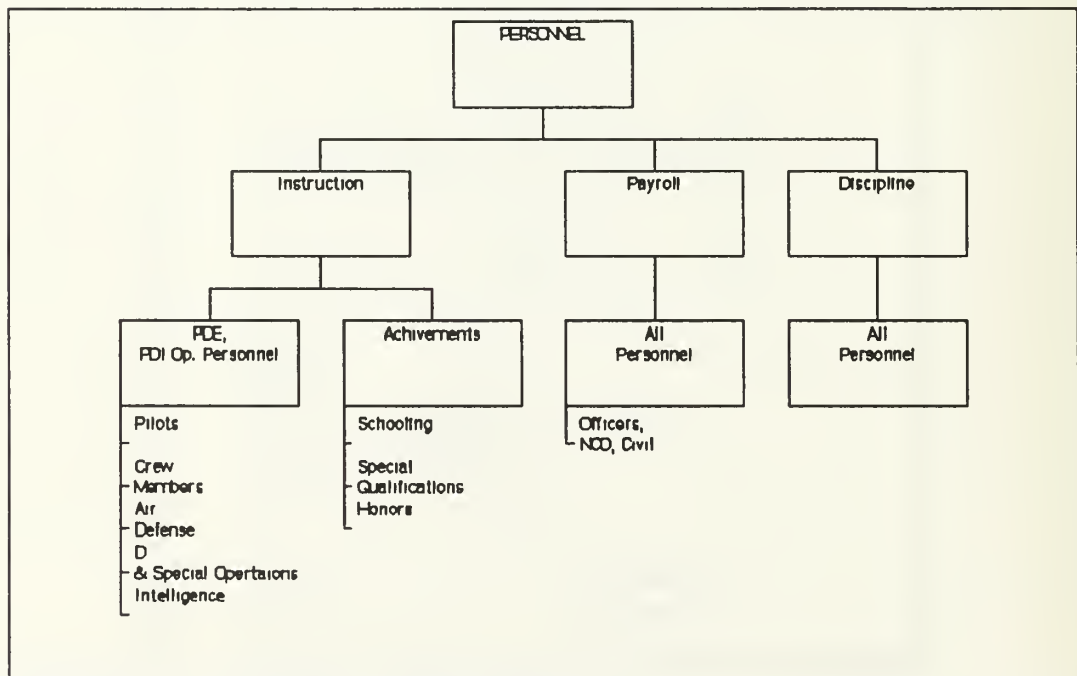 PERSONNEL
Instruction
Payroll
Discipline
PDE,
PDI Op. Personnel
Achivements
All
Personnel
All
Personnel
Pilots
Crew
Members
Air
Defense
D
& Special Opertaions
Intelligence
Schooling
Special
Qualifications
Honors
Officers,
NCO, Civil